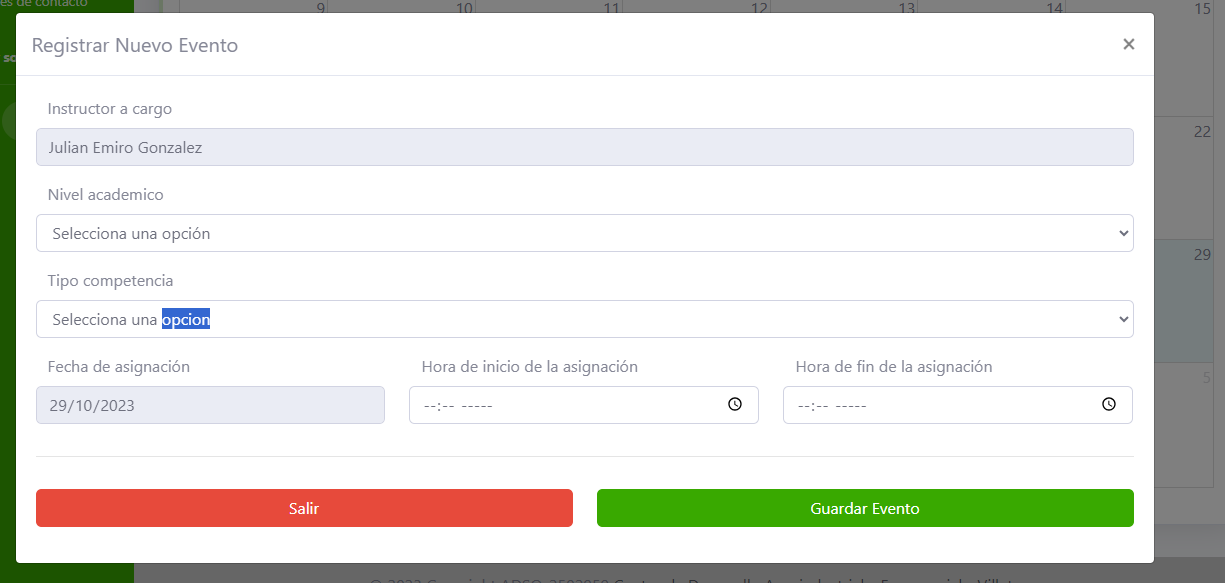 es de contacto
9 10 11 12 13 14 15
Registrar Nuevo Evento ×
Instructor a cargo
Julian Emiro Gonzalez
22
Nivel academico
Selecciona una opción
29
Tipo competencia
Selecciona una opcion
Fecha de asignación Hora de inicio de la asignación Hora de fin de la asignación
5
29/10/2023 --:-- ----- --:-- -----
Salir Guardar Evento